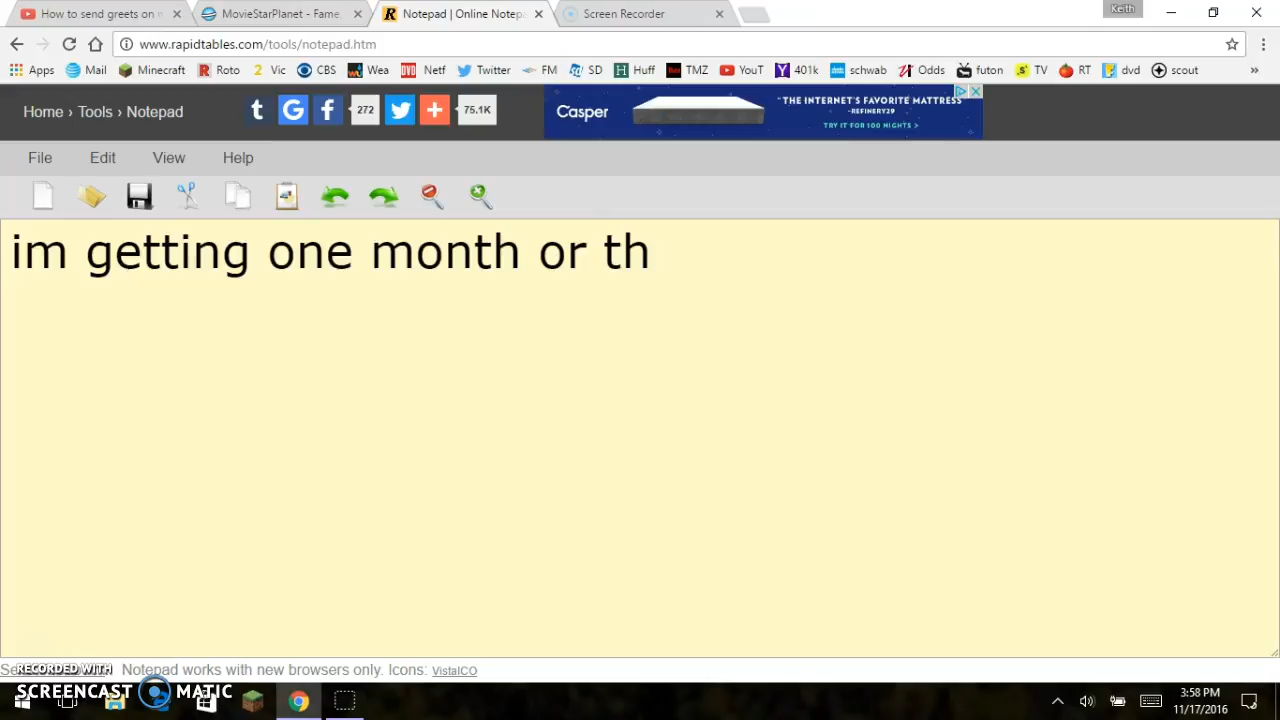 How to send greets on w
MovieStarPlanet - Fame,
Notepad | Online Notepa
Screen Recorder
Keith
www.rapidtables.com/tools/notepad.htm
Apps Mail Minecraft Roto Vic CBS Wea Netf Twitter FM SD Huff TMZ YouT 401k schwab Odds futon TV RT dvd scout »
Home › Tools › Notepad
272
75.1K
Casper
"THE INTERNET'S FAVORITE MATTRESS"
-REFINERY29
TRY IT FOR 100 NIGHTS >
File Edit View Help
im getting one month or th
RECORDED WITH
Notepad works with new browsers only. Icons: VistaICO
SCREENCAST MATIC
3:58 PM
11/17/2016